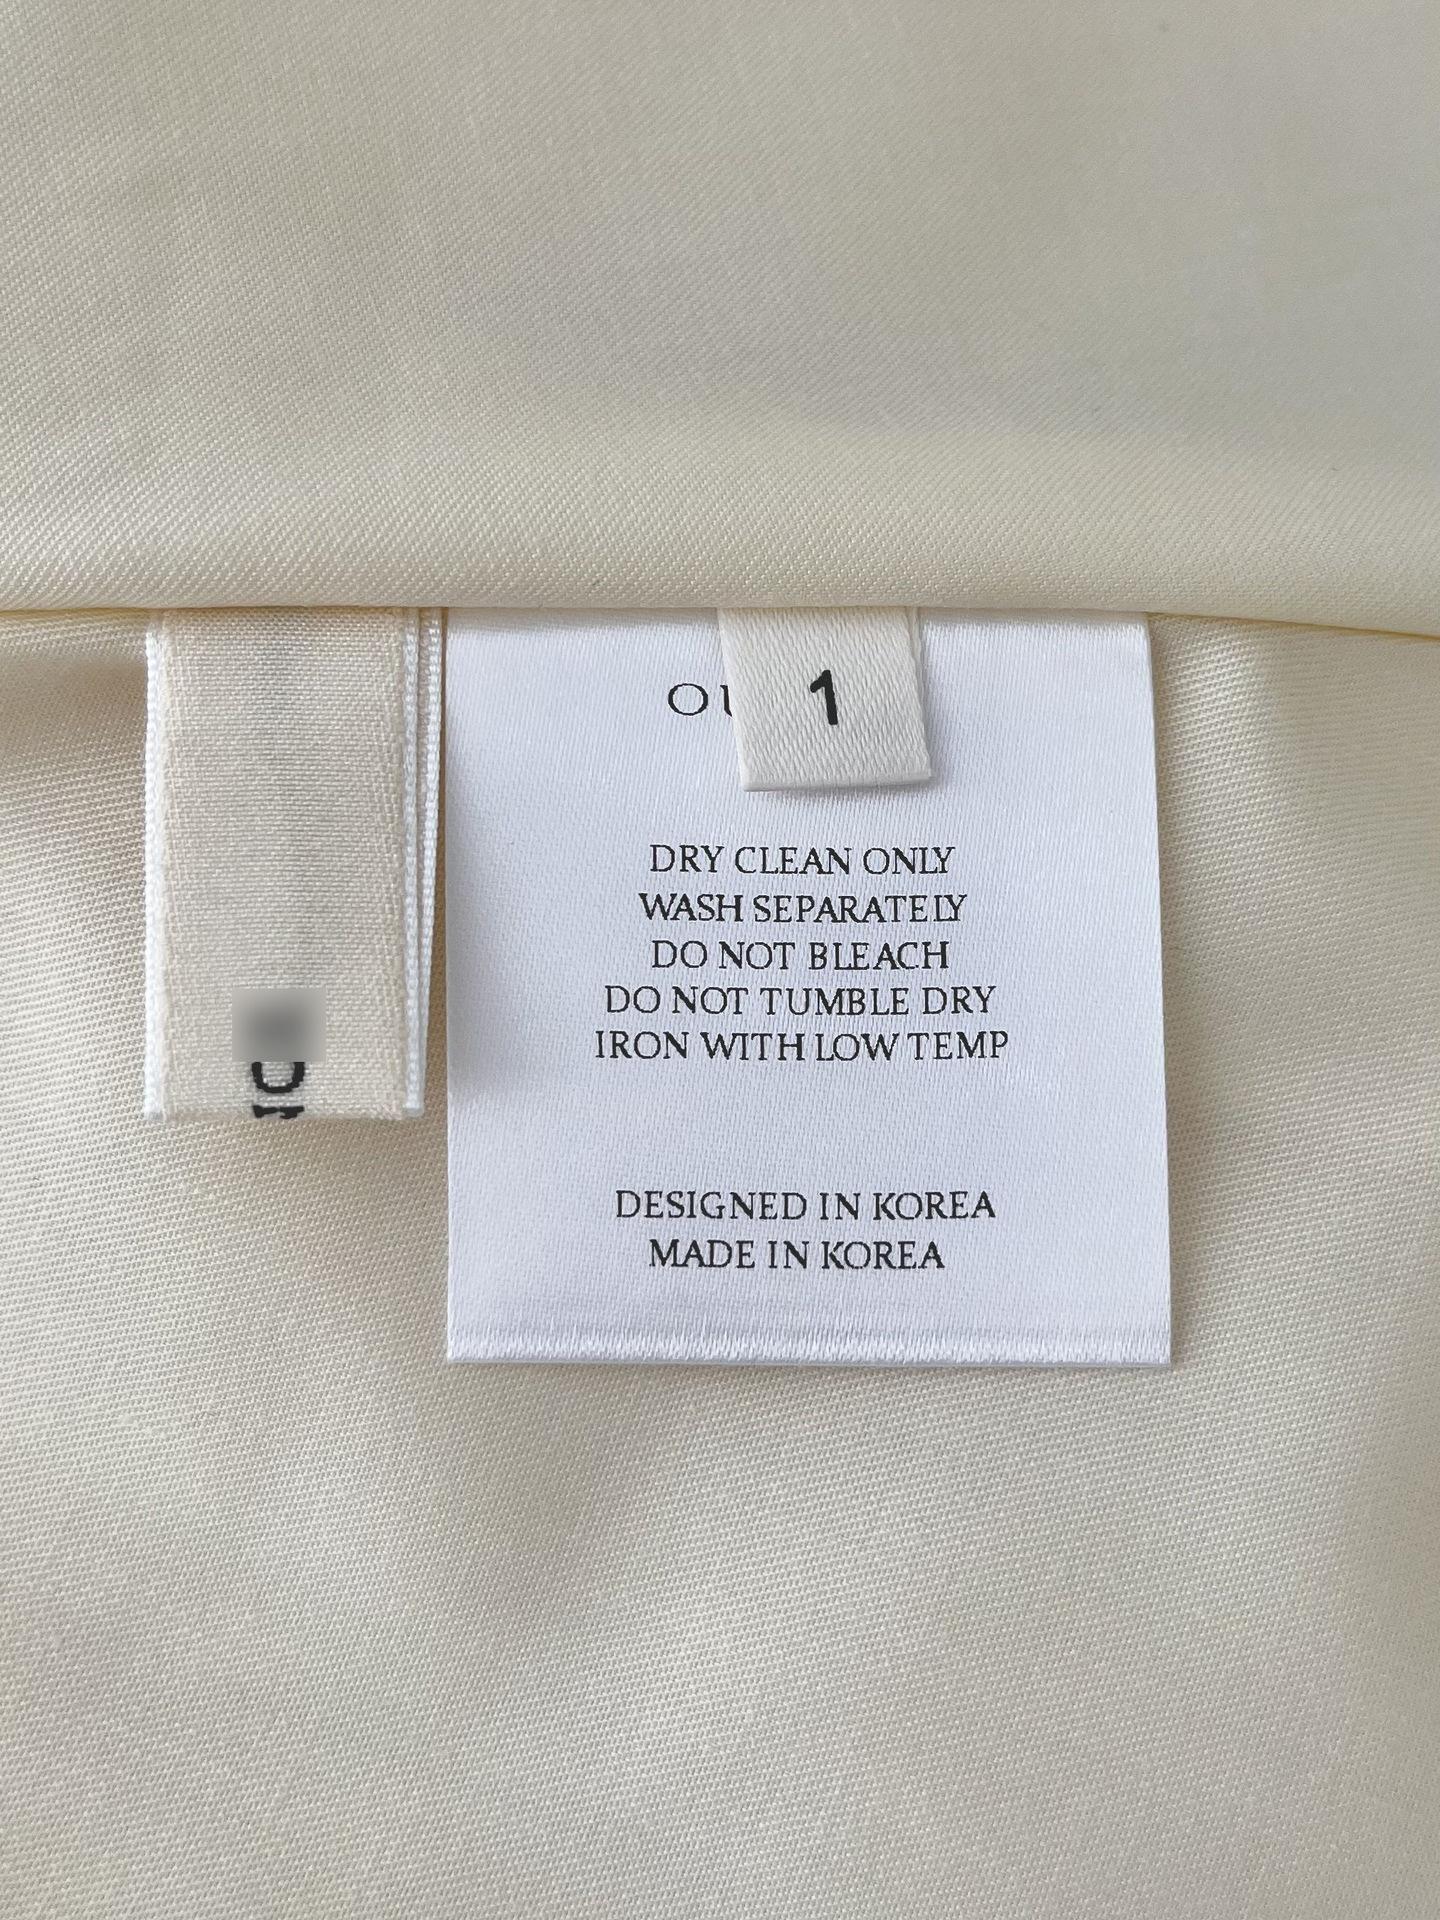 1
DRY CLEAN ONLY
WASH SEPARATELY
DO NOT BLEACH
DO NOT TUMBLE DRY
IRON WITH LOW TEMP
DESIGNED IN KOREA
MADE IN KOREA